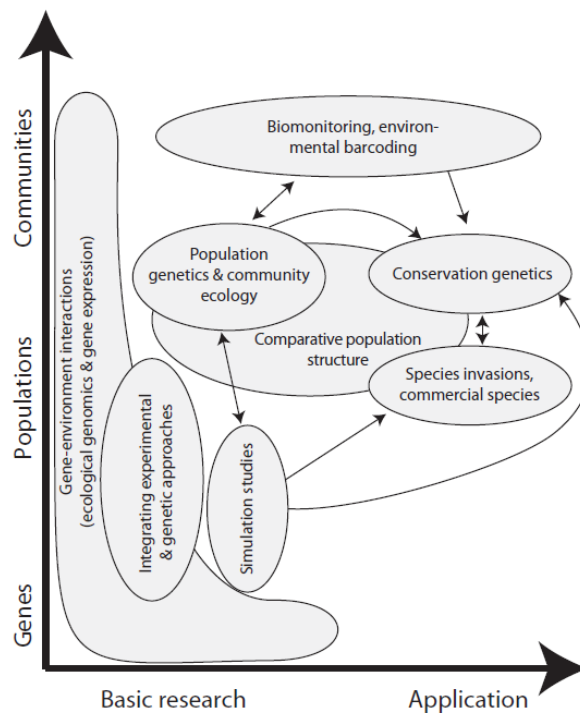 Communities
Populations
Genes
Gene-environment interactions
(ecological genomics & gene expression)
Biomonitoring, environ-
mental barcoding
Population
genetics & community
ecology
Conservation genetics
Comparative population
structure
Species invasions,
commercial species
Integrating experimental
& genetic approaches
Simulation studies
Basic research
Application